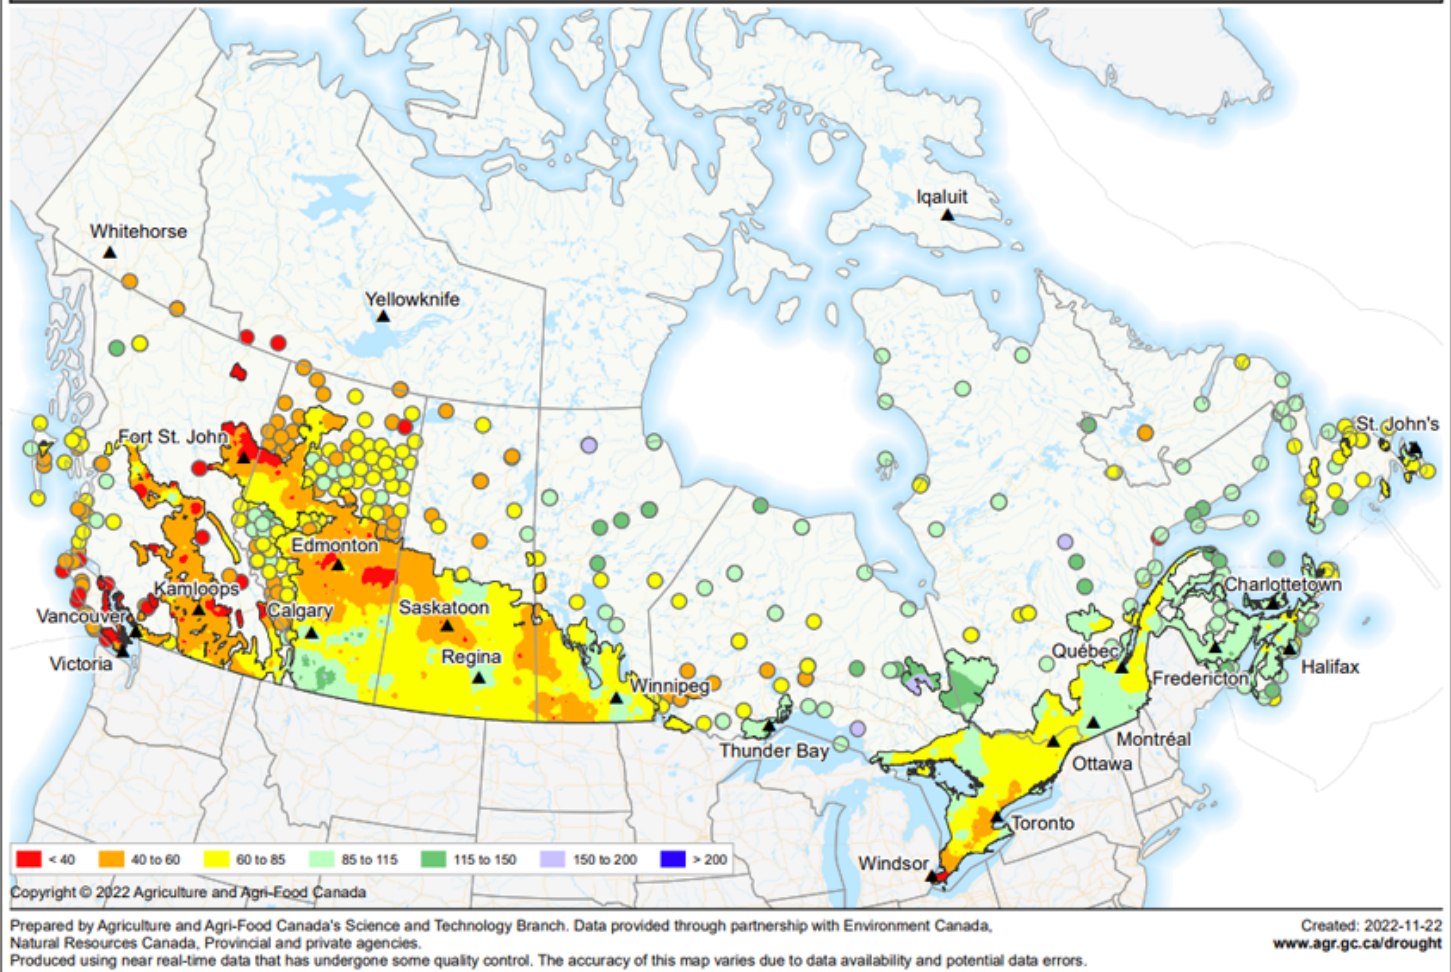 Iqaluit
Whitehorse
Yellowknife
St. John's
Fort St. John
Edmonton
Charlottetown
Kamloops
Calgary
Saskatoon
Vancouver
Québec
Regina
Victoria
Halifax
Fredericton
Winnipeg
Montréal
Thunder Bay
Ottawa
Toronto
Windsor
< 40 40 to 60 60 to 85 85 to 115 115 to 150 150 to 200 > 200
Copyright © 2022 Agriculture and Agri-Food Canada
Prepared by Agriculture and Agri-Food Canada's Science and Technology Branch. Data provided through partnership with Environment Canada, Created: 2022-11-22
Natural Resources Canada, Provincial and private agencies. www.agr.gc.ca/drought
Produced using near real-time data that has undergone some quality control. The accuracy of this map varies due to data availability and potential data errors.